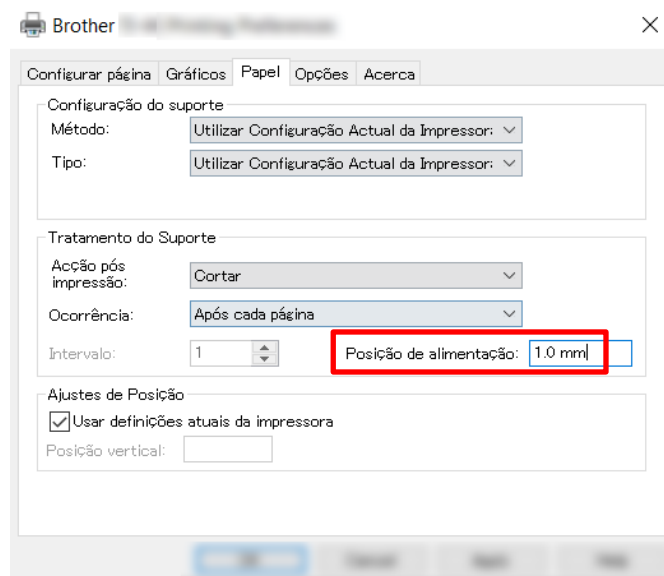 Brother
Configurar página Gráficos Papel Opções Acerca
Configuração do suporte
Método: Utilizar Configuração Actual da Impressor:
Tipo: Utilizar Configuração Actual da Impressor:
Tratamento do Suporte
Acção pós
impressão: Cortar
Ocorrência: Após cada página
Intervalo: 1 Posição de alimentação: 1.0 mm
Ajustes de Posição
Usar definições atuais da impressora
Posição vertical: